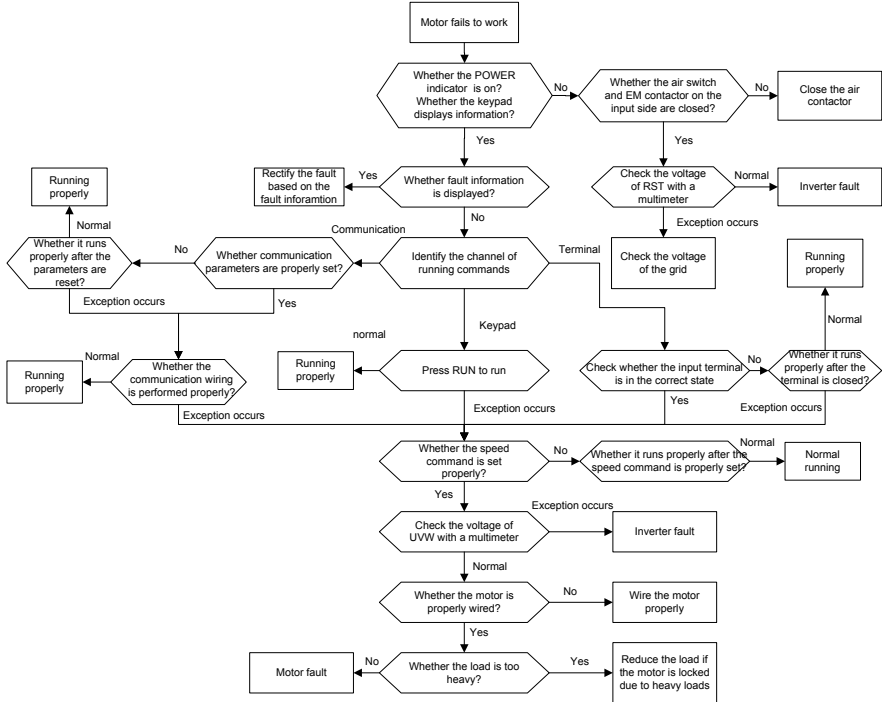 Motor fails to work
Whether the POWER
indicator  is on?
Whether the keypad
displays information?
No
Whether the air switch
and EM contactor on the
input side are closed?
No
Close the air
contactor
Yes
Yes
Running
properly
Rectify the fault
based on the
fault inforamtion
Yes
Whether fault information
is displayed?
Check the voltage
of RST with a
multimeter
Normal
Inverter fault
Normal
No
Exception occurs
Communication
Whether it runs
properly after the
parameters are
reset?
No
Whether communication
parameters are properly set?
Identify the channel of
running commands
Terminal
Check the voltage
of the grid
Running
properly
Exception occurs
Yes
Keypad
Normal
normal
Running
properly
Normal
Whether the
communication wiring
is performed properly?
Running
properly
Press RUN to run
Check whether the input terminal
is in the correct state
No
Whether it runs
properly after the
terminal is closed?
Exception occurs
Exception occurs
Yes
Exception occurs
Whether the speed
command is set
properly?
No
Whether it runs properly after the
speed command is properly set?
Normal
Normal
running
Yes
Exception occurs
Check the voltage of
UVW with a multimeter
Inverter fault
Normal
Whether the motor is
properly wired?
No
Wire the motor
properly
Yes
Motor fault
No
Whether the load is too
heavy?
Yes
Reduce the load if
the motor is locked
due to heavy loads